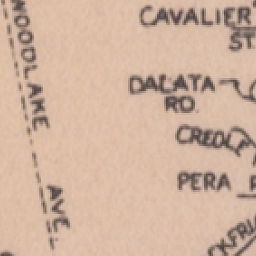 WOODLAKE AVE.
CAVALIER
ST.
DALATA
RD.
CREOLE
PERA